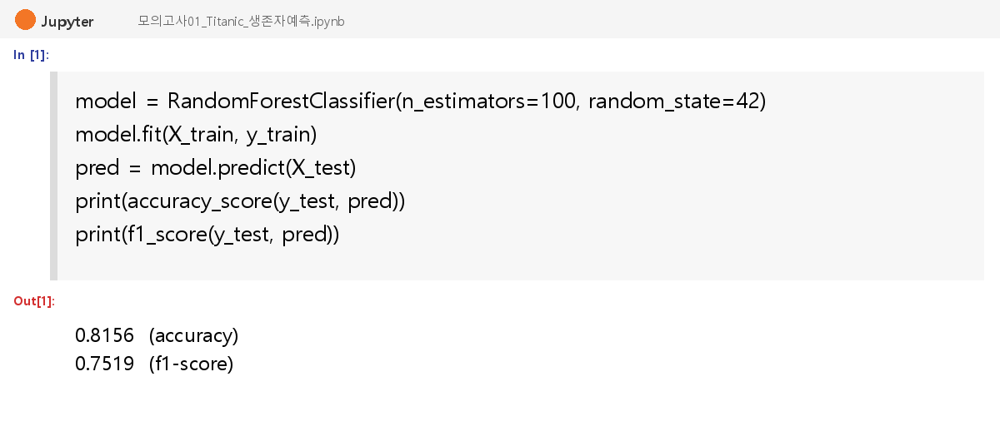 Jupyter 모의고사01_Titanic_생존자예측.ipynb
In [1]:
model = RandomForestClassifier(n_estimators=100, random_state=42)
model.fit(X_train, y_train)
pred = model.predict(X_test)
print(accuracy_score(y_test, pred))
print(f1_score(y_test, pred))
Out[1]:
0.8156 (accuracy)
0.7519 (f1-score)